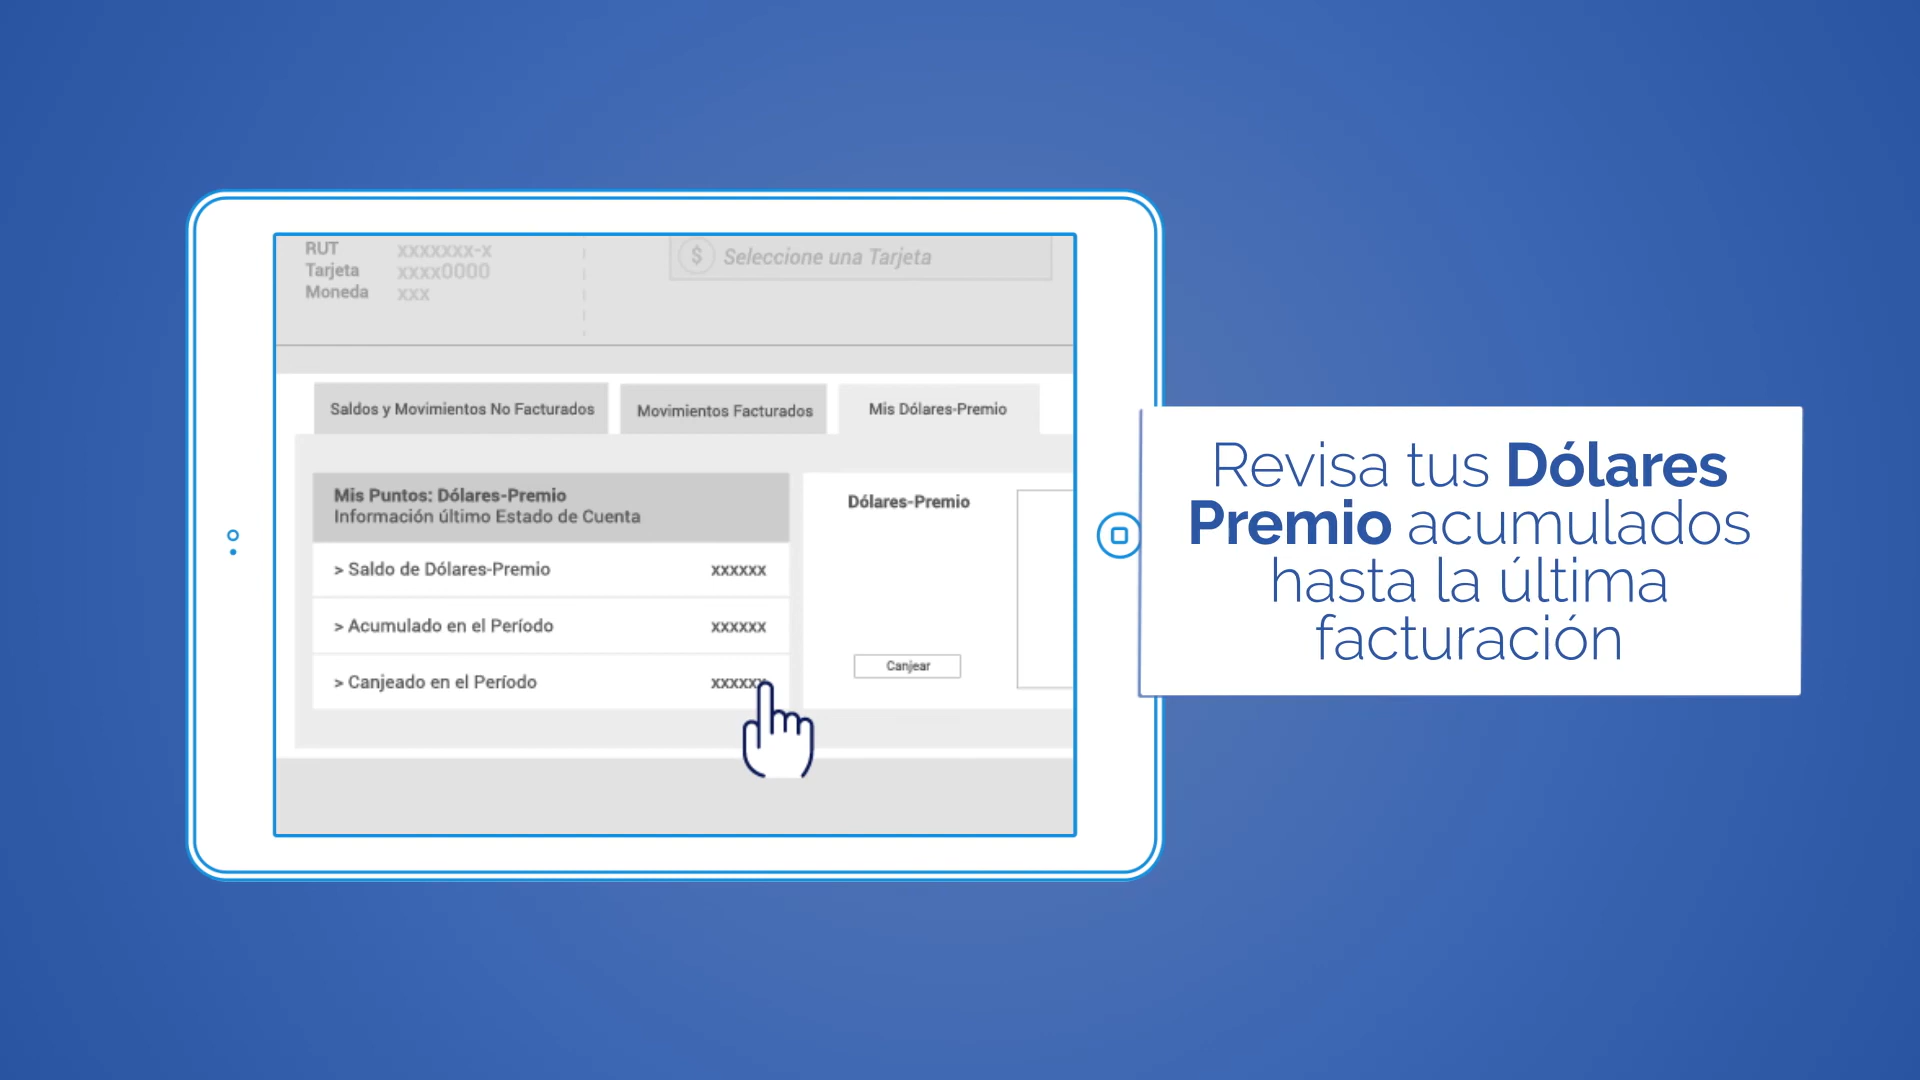 RUT xxxxxxx-x
Tarjeta xxxx0000
Moneda xxx
$ Seleccione una Tarjeta
Saldos y Movimientos No Facturados
Movimientos Facturados
Mis Dólares-Premio
Mis Puntos: Dólares-Premio
Información último Estado de Cuenta
> Saldo de Dólares-Premio xxxxxx
> Acumulado en el Período xxxxxx
> Canjeado en el Período xxxxxx
Dólares-Premio
Canjear
Revisa tus Dólares
Premio acumulados
hasta la última
facturación